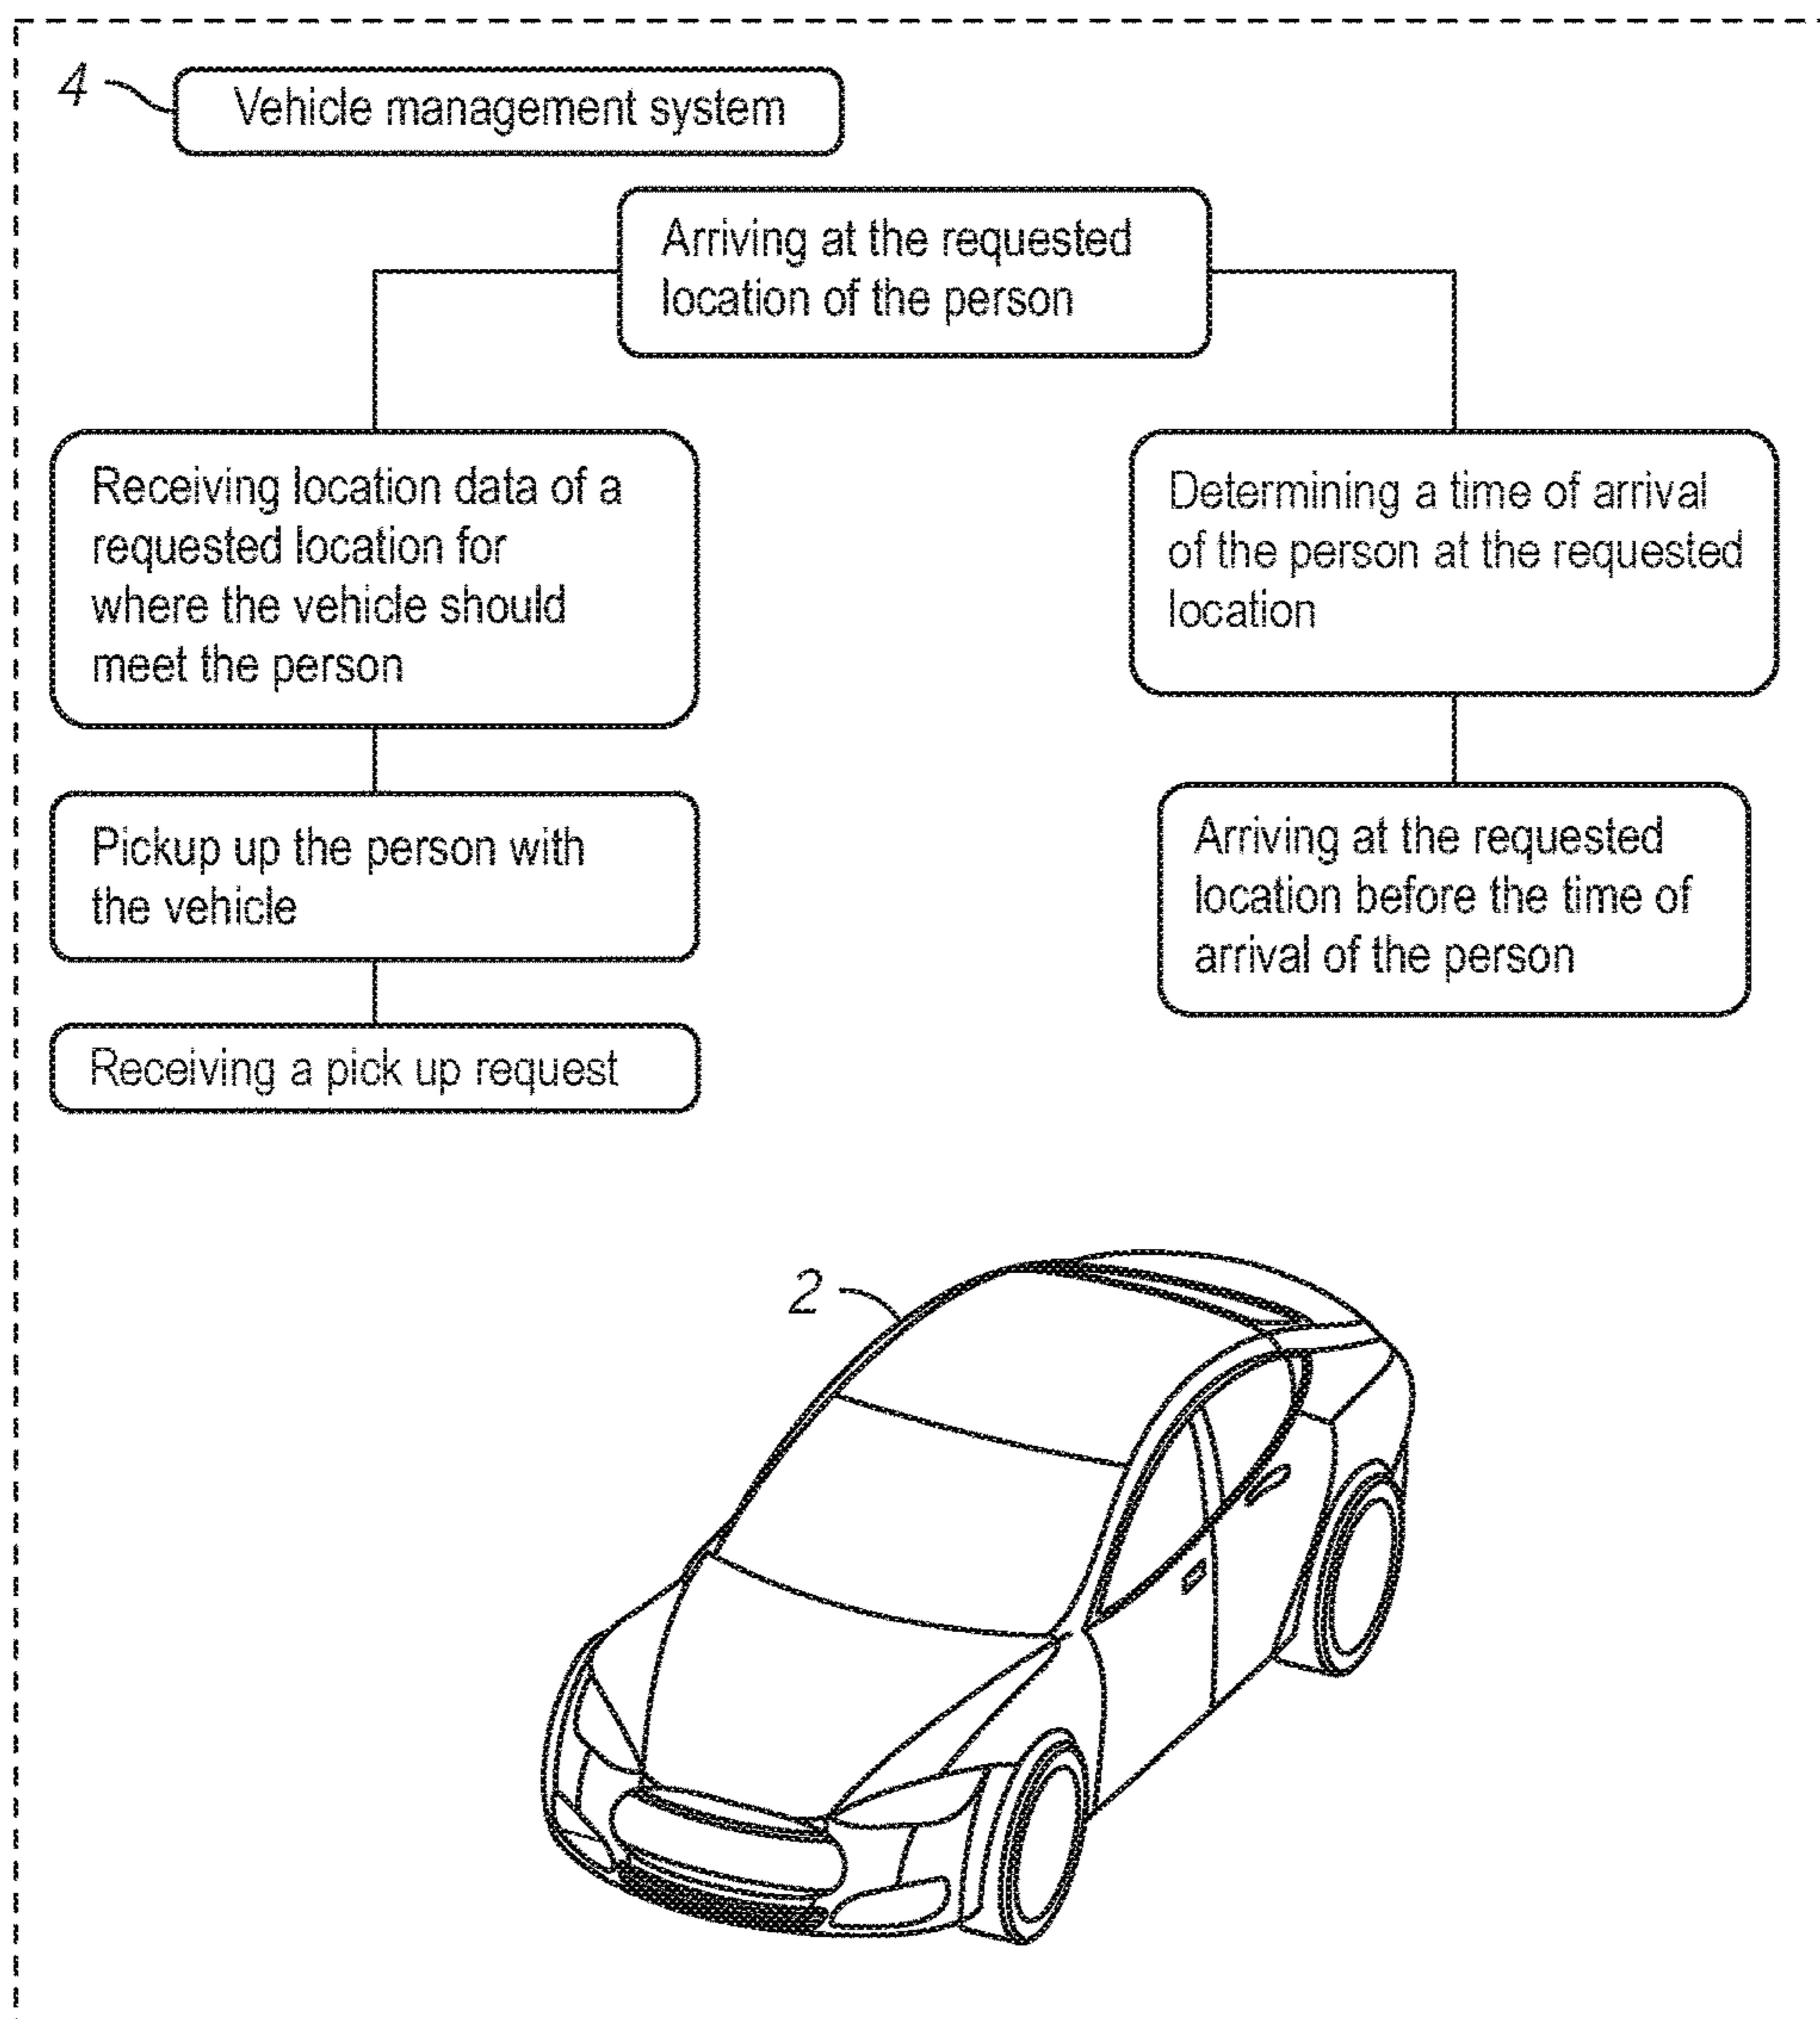 4
Vehicle management system
Arriving at the requested
location of the person
Receiving location data of a
requested location for
where the vehicle should
meet the person
Pickup up the person with
the vehicle
Receiving a pick up request
Determining a time of arrival
of the person at the requested
location
Arriving at the requested
location before the time of
arrival of the person
2